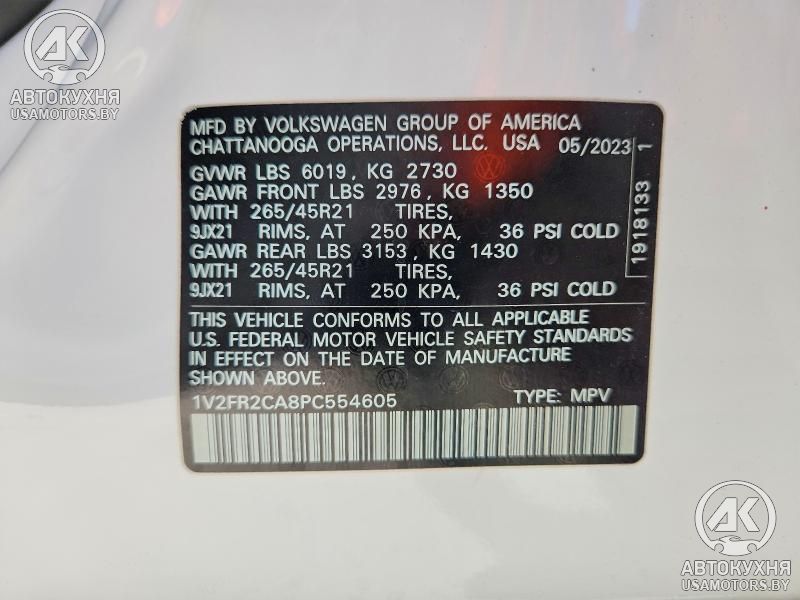 AK
АВТОКУХНЯ
USAMOTORS.BY
MFD BY VOLKSWAGEN GROUP OF AMERICA
CHATTANOOGA OPERATIONS, LLC. USA 05/2023
GVWR LBS 6019, KG 2730
GAWR FRONT LBS 2976, KG 1350
WITH 265/45R21 TIRES,
9JX21 RIMS, AT 250 KPA, 36 PSI COLD
GAWR REAR LBS 3153, KG 1430
WITH 265/45R21 TIRES,
9JX21 RIMS, AT 250 KPA, 36 PSI COLD
1918133 1
THIS VEHICLE CONFORMS TO ALL APPLICABLE
U.S. FEDERAL MOTOR VEHICLE SAFETY STANDARDS
IN EFFECT ON THE DATE OF MANUFACTURE
SHOWN ABOVE.
1V2FR2CA8PC554605 TYPE: MPV
AK
АВТОКУХНЯ
USAMOTORS.BY